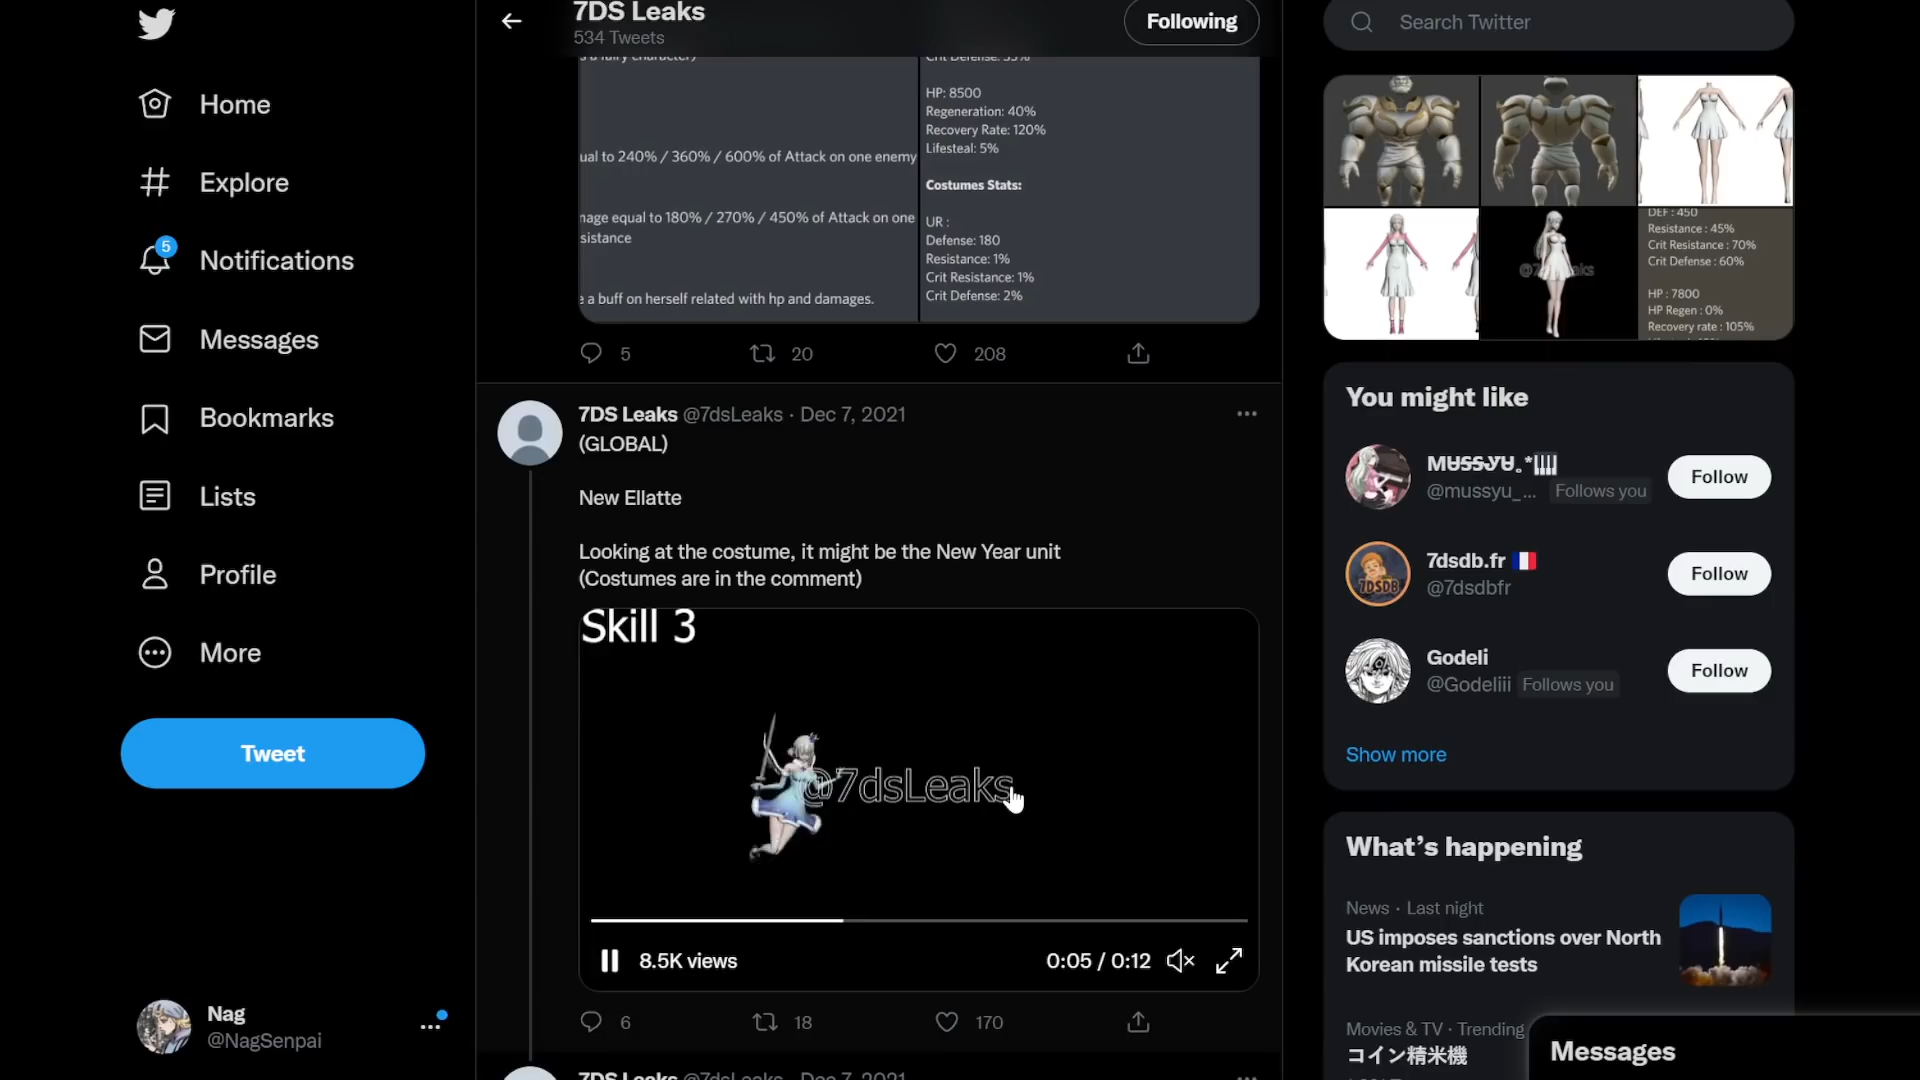 Home
Explore
5
Notifications
Messages
Bookmarks
Lists
Profile
More
Tweet
Nag
@NagSenpai
7DS Leaks
534 Tweets
Following
s a fairy character)
ual to 240% / 360% / 600% of Attack on one enemy
nage equal to 180% / 270% / 450% of Attack on one
sistance
e a buff on herself related with hp and damages.
Crit Defense: 55%
HP: 8500
Regeneration: 40%
Recovery Rate: 120%
Lifesteal: 5%
Costumes Stats:
UR :
Defense: 180
Resistance: 1%
Crit Resistance: 1%
Crit Defense: 2%
5
20
208
7DS Leaks @7dsLeaks · Dec 7, 2021
(GLOBAL)
New Ellatte
Looking at the costume, it might be the New Year unit
(Costumes are in the comment)
Skill 3
@7dsLeaks
8.5K views
0:05 / 0:12
6
18
170
7DS Leaks @7dsLeaks · Dec 7, 2021
Search Twitter
DEF : 450
Resistance : 45%
Crit Resistance : 70%
Crit Defense : 60%
HP : 7800
HP Regen : 0%
Recovery rate : 105%
You might like
@mussyu_... Follows you
Follow
7dsdb.fr
@7dsdbfr
Follow
Godeli
@Godeliii Follows you
Follow
Show more
What's happening
News · Last night
US imposes sanctions over North
Korean missile tests
Movies & TV · Trending
コイン精米機
Messages